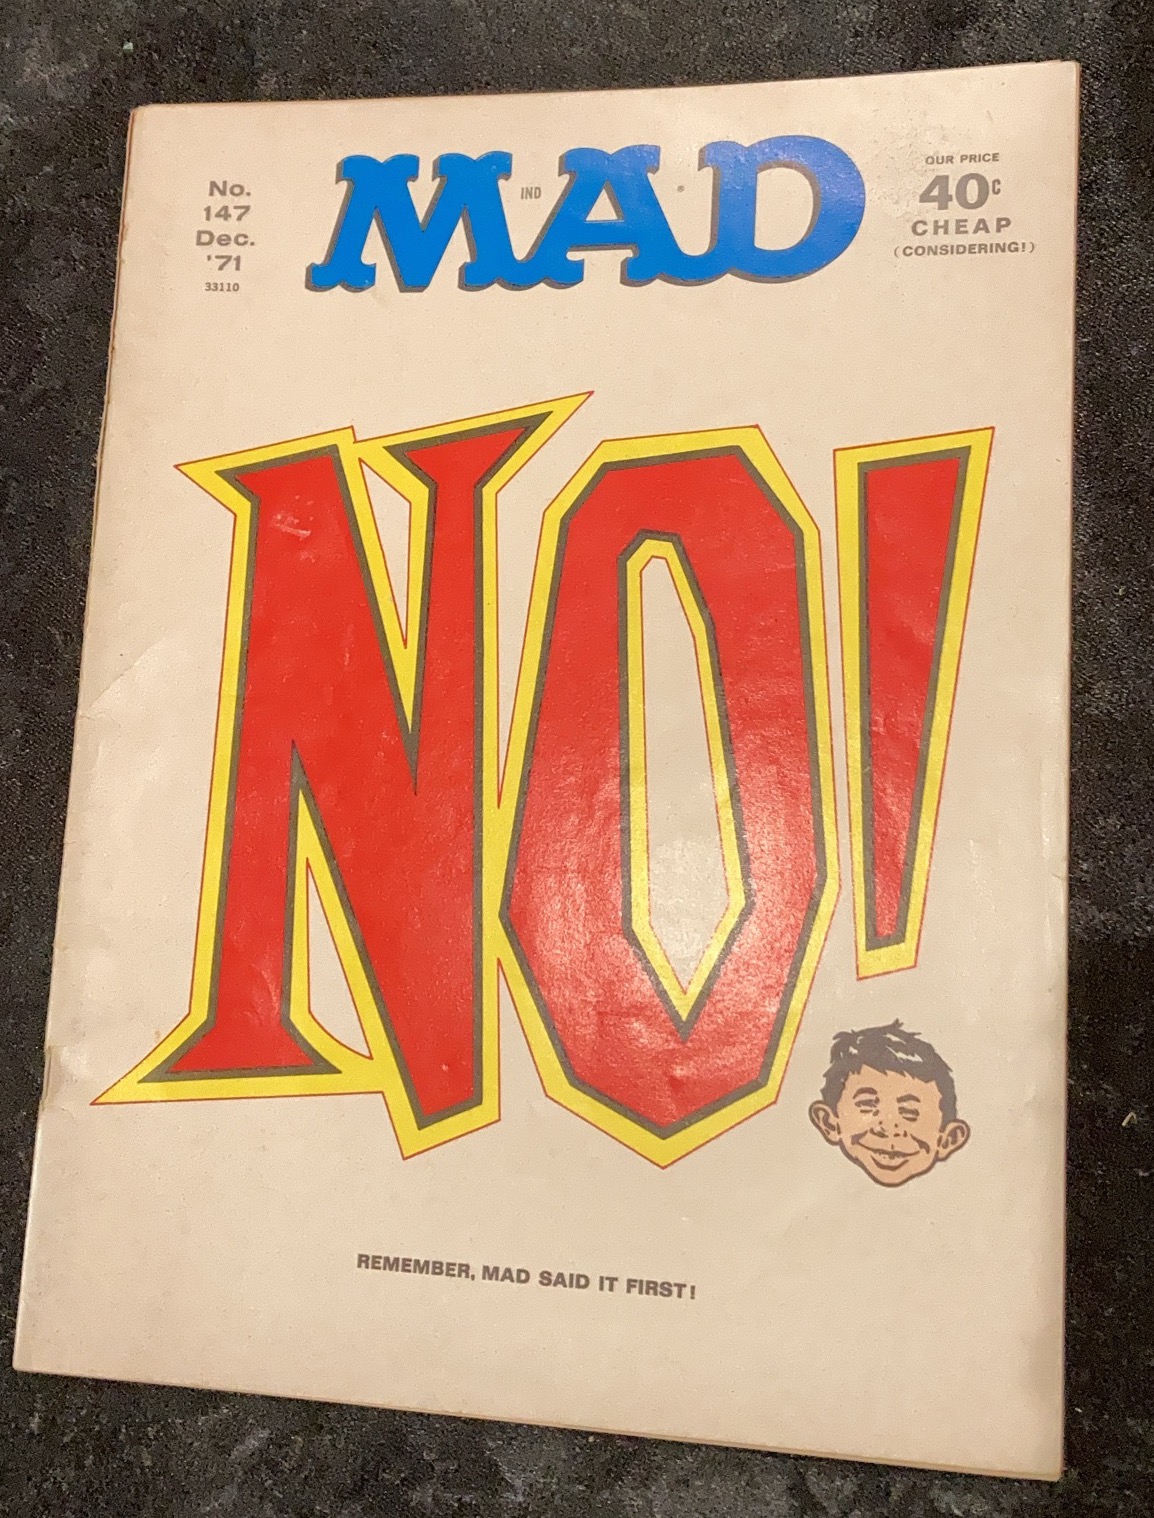 No.
147
Dec.
'71
33110
MAD
IND
®
OUR PRICE
40¢
CHEAP
(CONSIDERING!)
NO!
REMEMBER, MAD SAID IT FIRST!